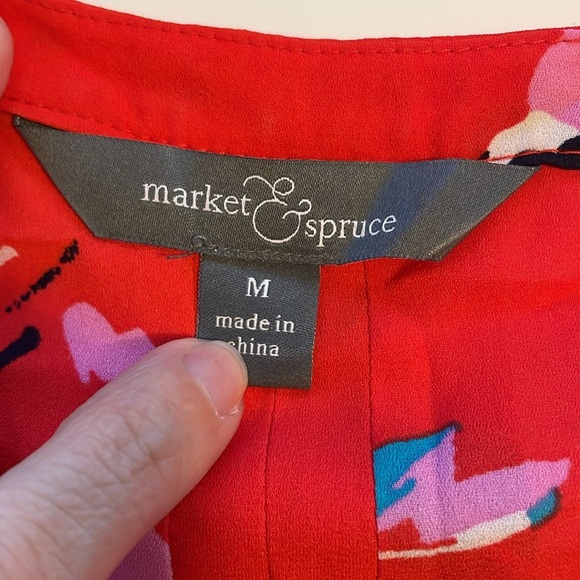 market & spruce
M
made in
china